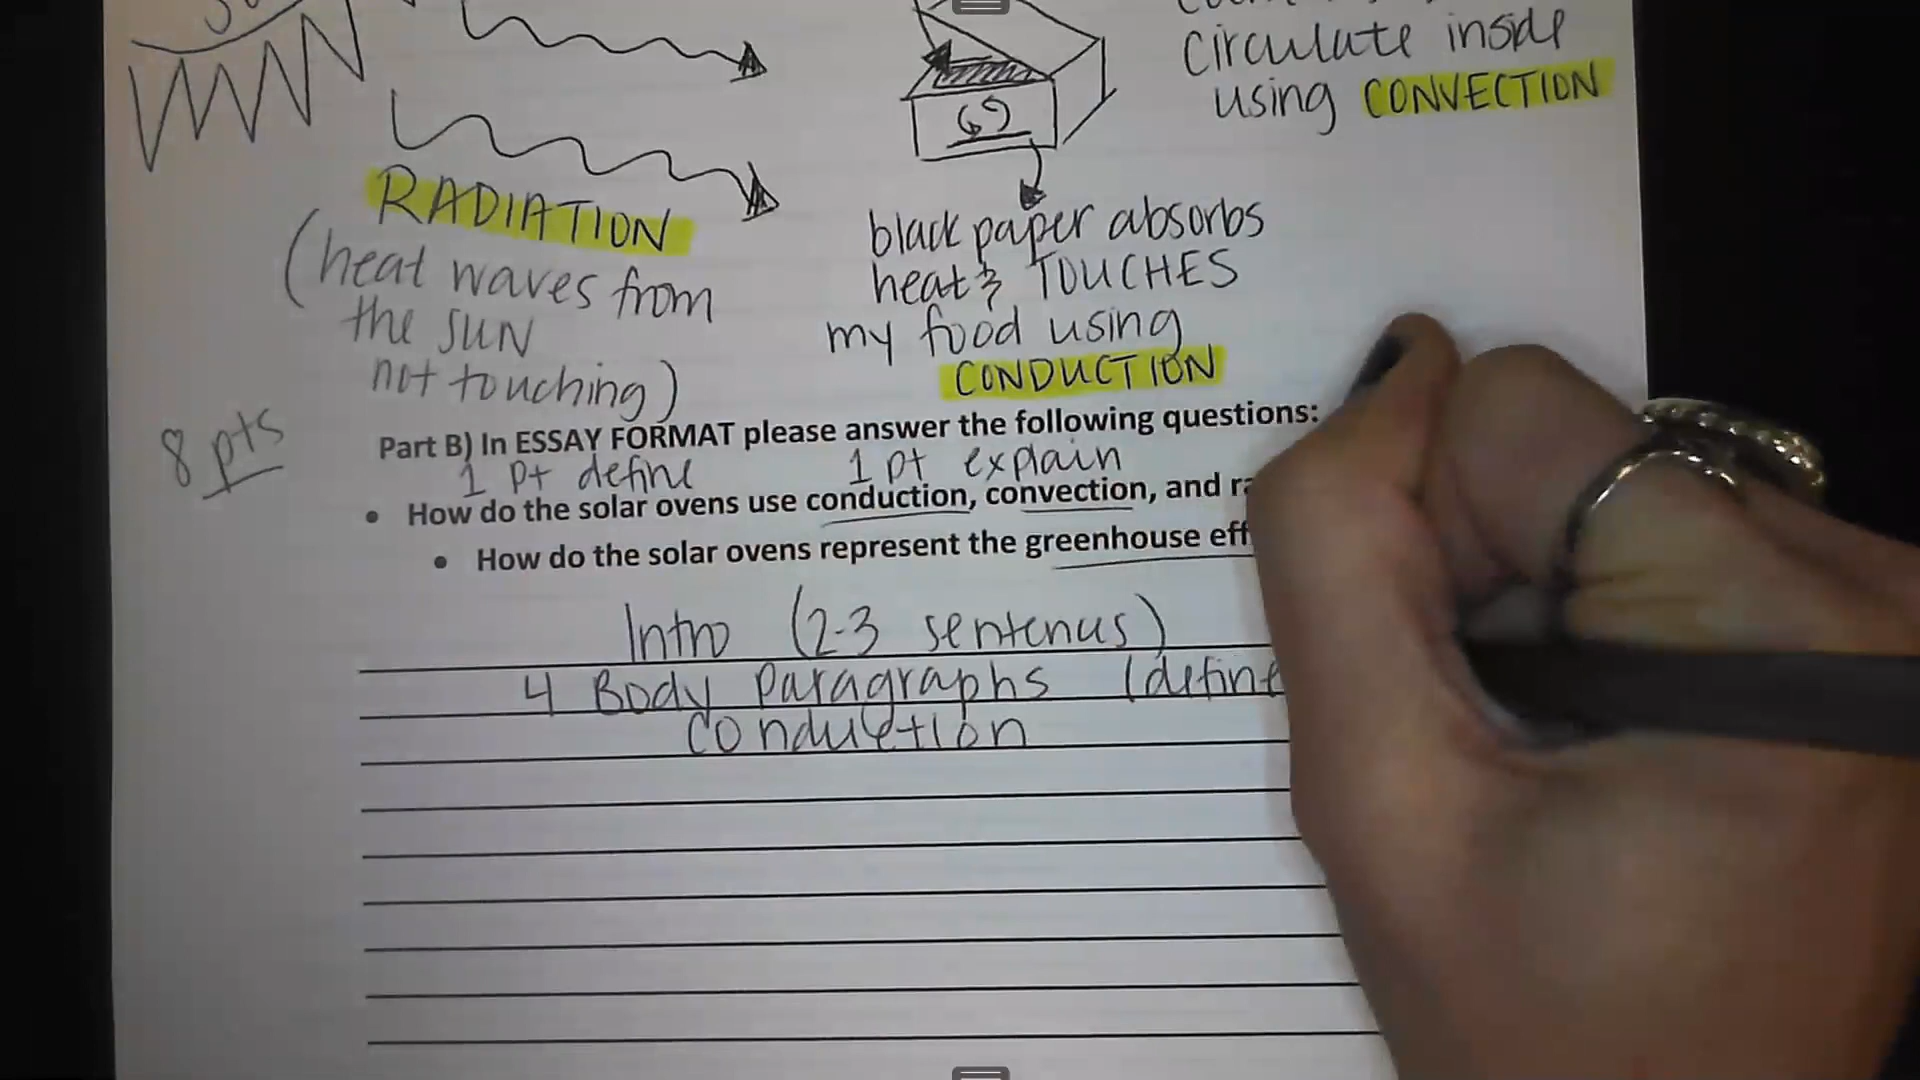 circulate inside
using CONVECTION
RADIATION
(heat waves from
the SUN
not touching)
black paper absorbs
heat & TOUCHES
my food using
CONDUCTION
8 pts
Part B) In ESSAY FORMAT please answer the following questions:
1 pt define 1 pt explain
• How do the solar ovens use conduction, convection, and
• How do the solar ovens represent the greenhouse
Intro (2-3 sentences)
4 Body Paragraphs (define
conduction